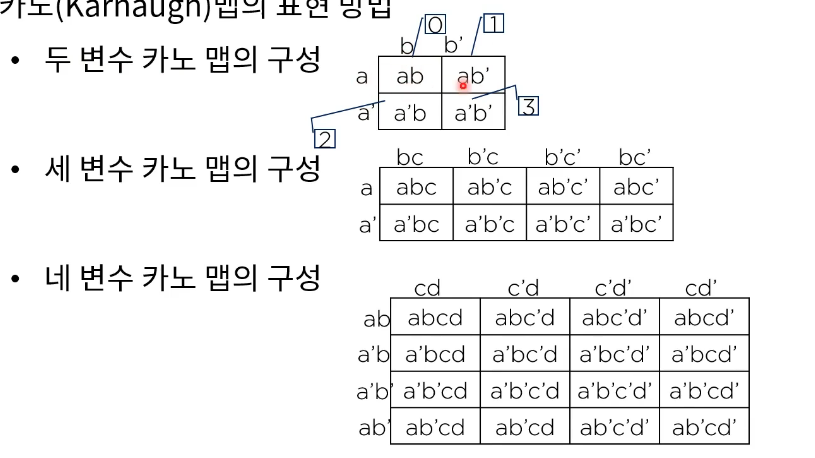 카노(Karnaugh)맵의 표현 방법
• 두 변수 카노 맵의 구성
0 1
b b’
a ab ab’
a’ a’b a’b’
2 3
• 세 변수 카노 맵의 구성
bc b’c b’c’ bc’
a abc ab’c ab’c’ abc’
a’ a’bc a’b’c a’b’c’ a’bc’
• 네 변수 카노 맵의 구성
cd c’d c’d’ cd’
ab abcd abc’d abc’d’ abcd’
a’b a’bcd a’bc’d a’bc’d’ a’bcd’
a’b’ a’b’cd a’b’c’d a’b’c’d’ a’b’cd’
ab’ ab’cd ab’cd ab’c’d’ ab’cd’